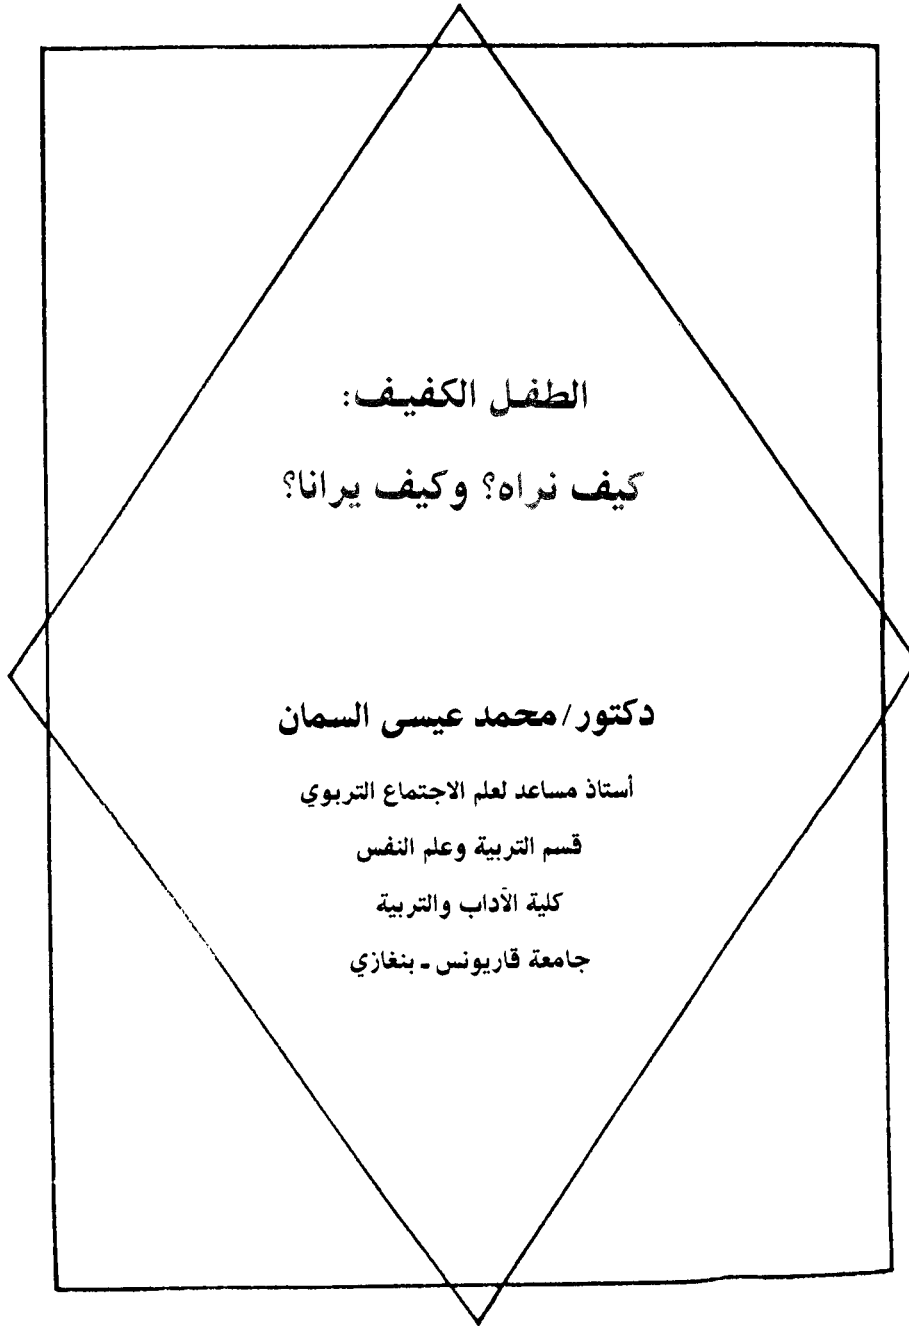 الطفل الكفيف:
كيف نراه؟ وكيف يرانا؟
دكتور/محمد عيسى السمان
أستاذ مساعد لعلم الاجتماع التربوي
قسم التربية وعلم النفس
كلية الآداب والتربية
جامعة قاريونس - بنغازي